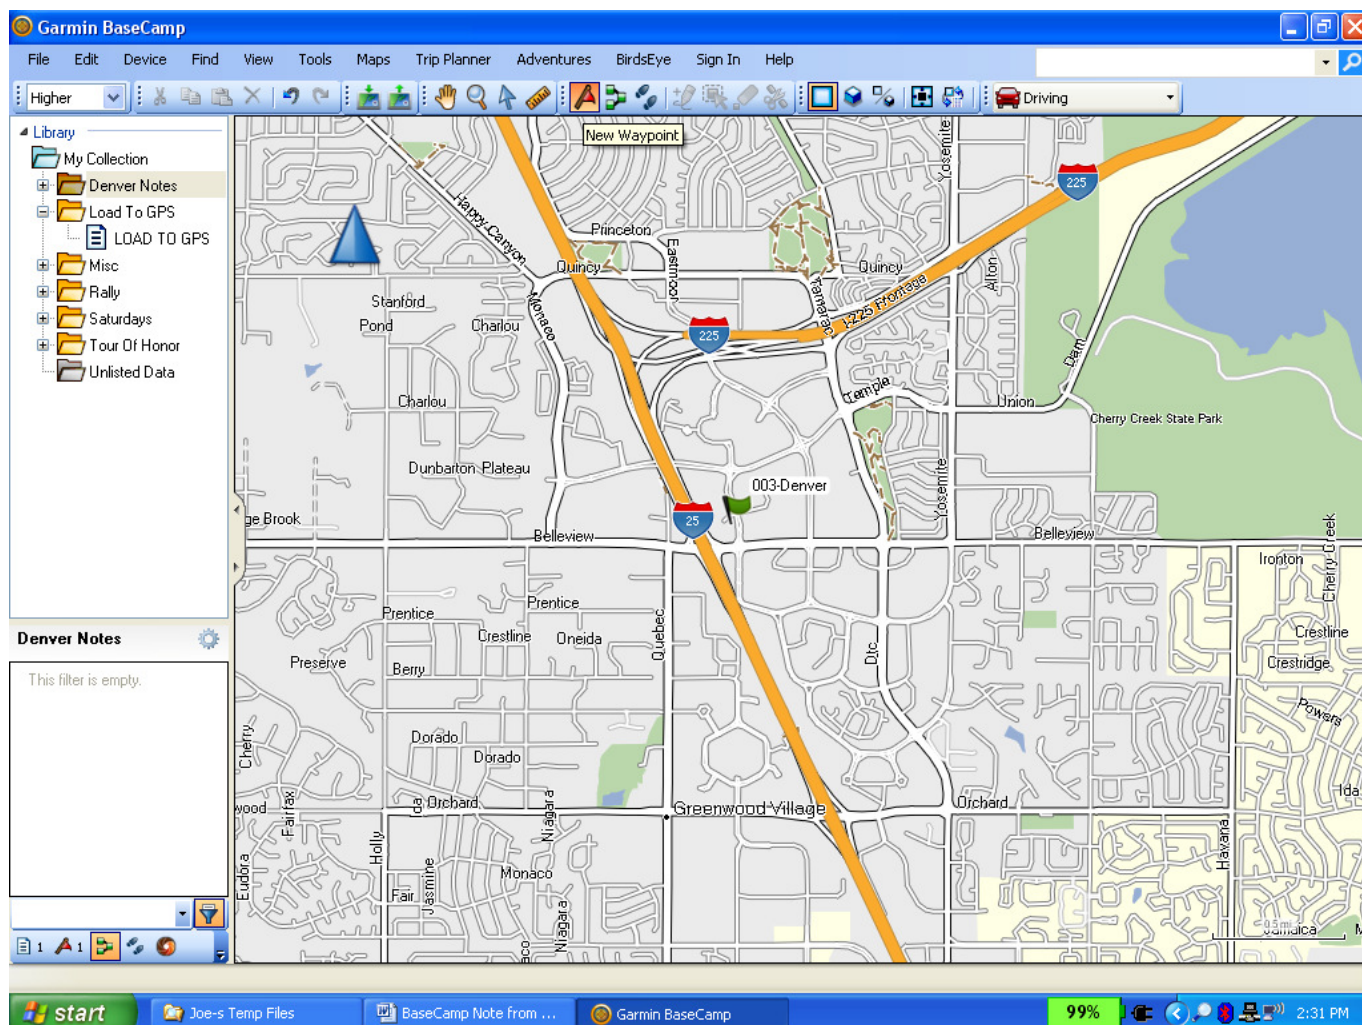 Garmin BaseCamp
File Edit Device Find View Tools Maps Trip Planner Adventures BirdsEye Sign In Help
Higher
Driving
New Waypoint
Library
My Collection
Denver Notes
Load To GPS
LOAD TO GPS
Misc
Rally
Saturdays
Tour Of Honor
Unlisted Data
Denver Notes
This filter is empty.
1 1
Yosemite
225
Happy Canyon
Princeton
Eastmoor
Quincy
Quincy
Alton
Tamarac
I-225 Frontage
Monaco
Stanford
Pond
Charlou
225
Dam
Temple
Union
Charlou
Cherry Creek State Park
Dunbarton Plateau
Yosemite
003-Denver
25
ge Brook
Belleview
Belleview
Cherry Creek
Ironton
Prentice
Prentice
Crestline
Oneida
Quebec
Dtc
Crestline
Preserve
Berry
Crestridge
Powers
Cherry
Dorado
Dorado
Ida
wood
Fairfax
Ida
Orchard
Niagara
Greenwood Village
Orchard
Holly
Havana
Eudora
Monaco
Fair
Jasmine
Niagara
aco
0.5 mi
Jamaica
M
start
Joe-s Temp Files
BaseCamp Note from ...
Garmin BaseCamp
99%
2:31 PM